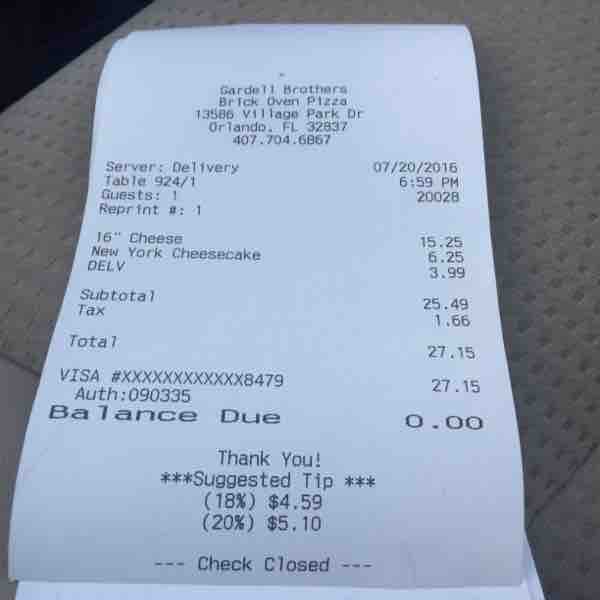 Gardell Brothers
Brick Oven Pizza
13586 Village Park Dr
Orlando, FL 32837
407.704.6867
Server: Delivery 07/20/2016
Table 924/1 6:59 PM
Guests: 1 20028
Reprint #: 1
16" Cheese 15.25
New York Cheesecake 6.25
DELV 3.99
Subtotal 25.49
Tax 1.66
Total 27.15
VISA #XXXXXXXXXXXX8479 27.15
Auth:090335
Balance Due 0.00
Thank You!
***Suggested Tip ***
(18%) $4.59
(20%) $5.10
--- Check Closed ---